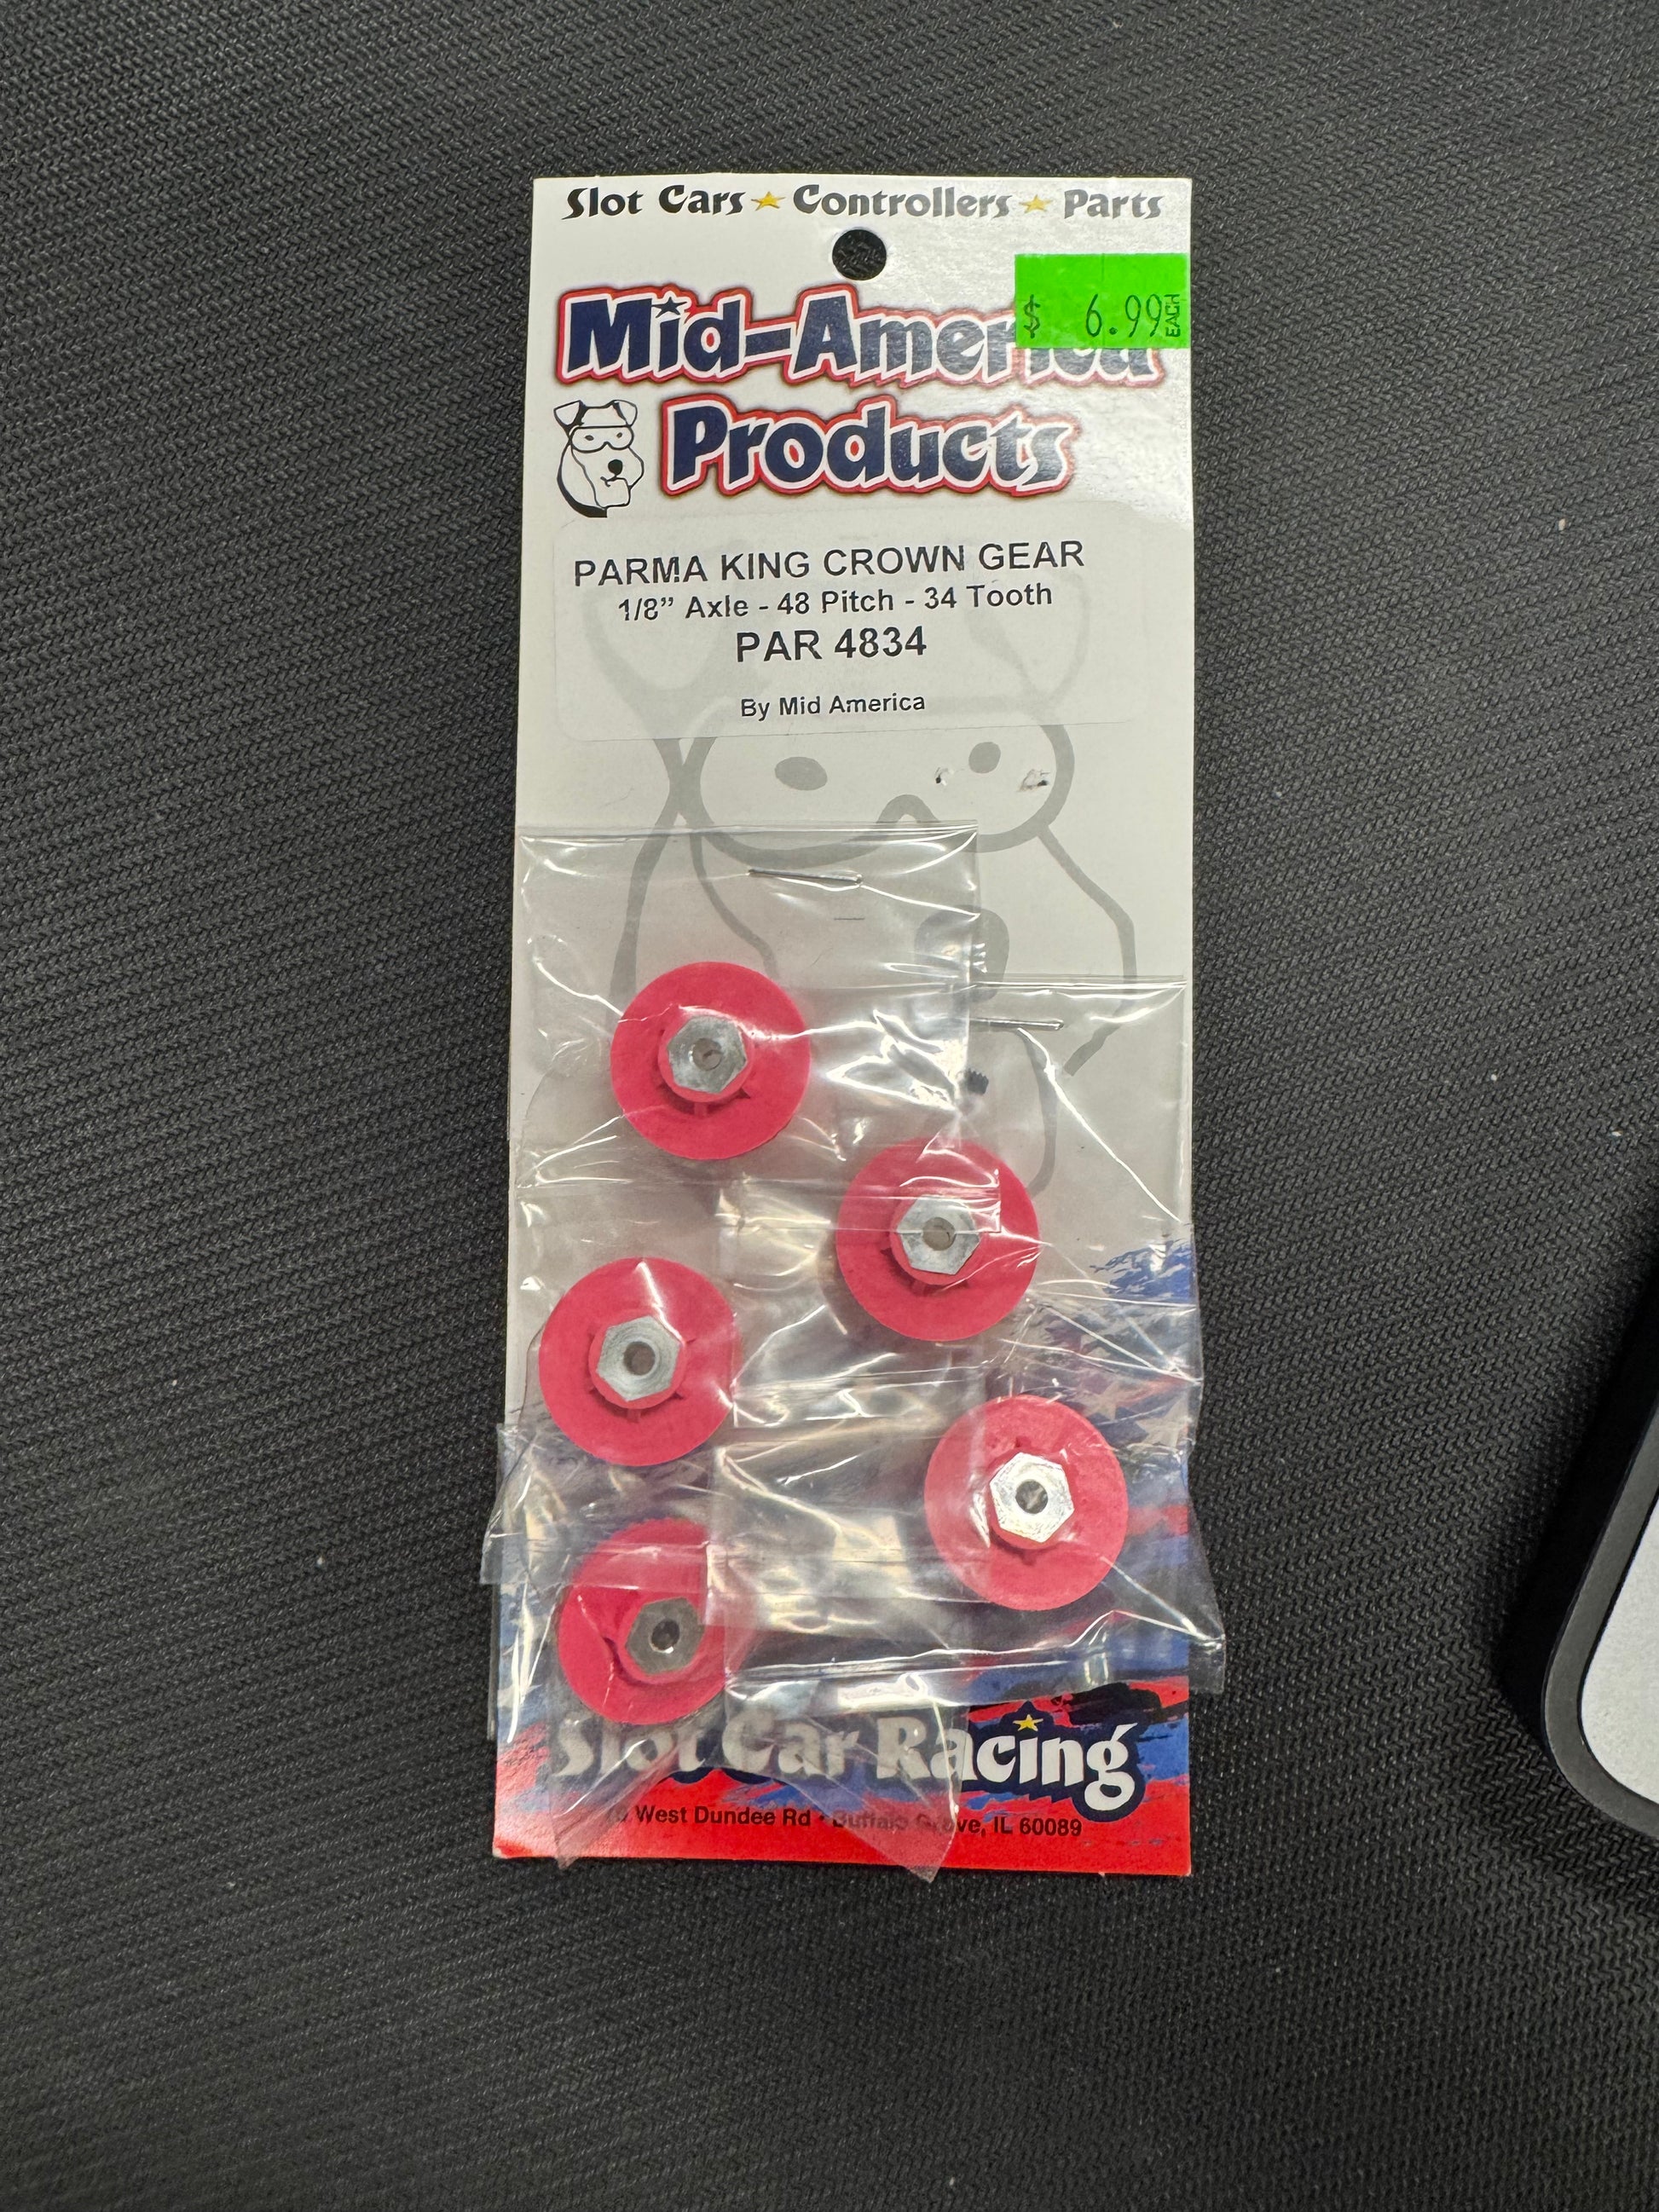 Slot Cars ★ Controllers ★ Parts
$ 6.99 EACH
Mid-America
Products
PARMA KING CROWN GEAR
1/8” Axle - 48 Pitch - 34 Tooth
PAR 4834
By Mid America
Slot Car Racing
West Dundee Rd • Buffalo Grove, IL 60089